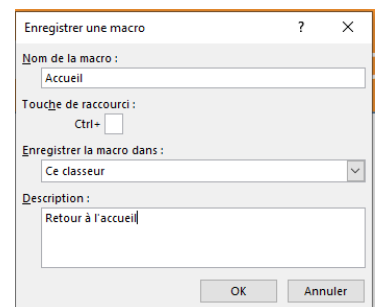 Enregistrer une macro ? ×
Nom de la macro :
Accueil
Touche de raccourci :
Ctrl+
Enregistrer la macro dans :
Ce classeur
Description :
Retour à l'accueil
OK Annuler